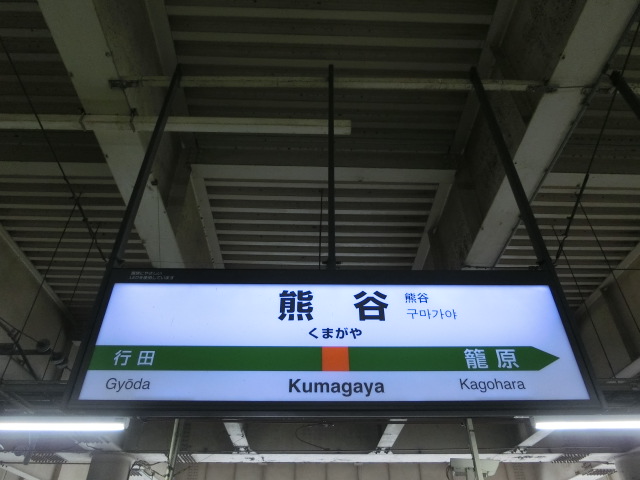 熊谷
熊谷
구마가야
くまがや
行田
籠原
Gyōda
Kumagaya
Kagohara